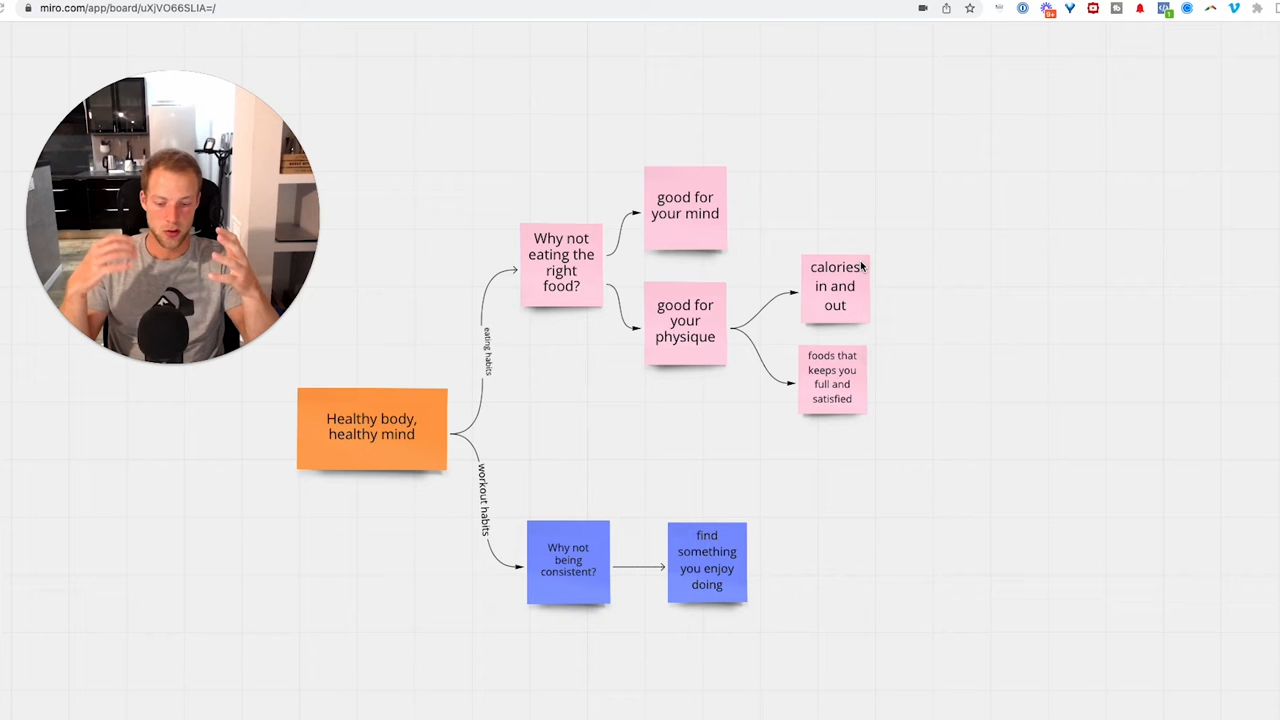 miro.com/app/board/uXjVO66SLIA=/
9+
1
good for
your mind
Why not
eating the
right
food?
good for
your
physique
calories
in and
out
foods that
keeps you
full and
satisfied
eating habits
Healthy body,
healthy mind
workout habits
Why not
being
consistent?
find
something
you enjoy
doing